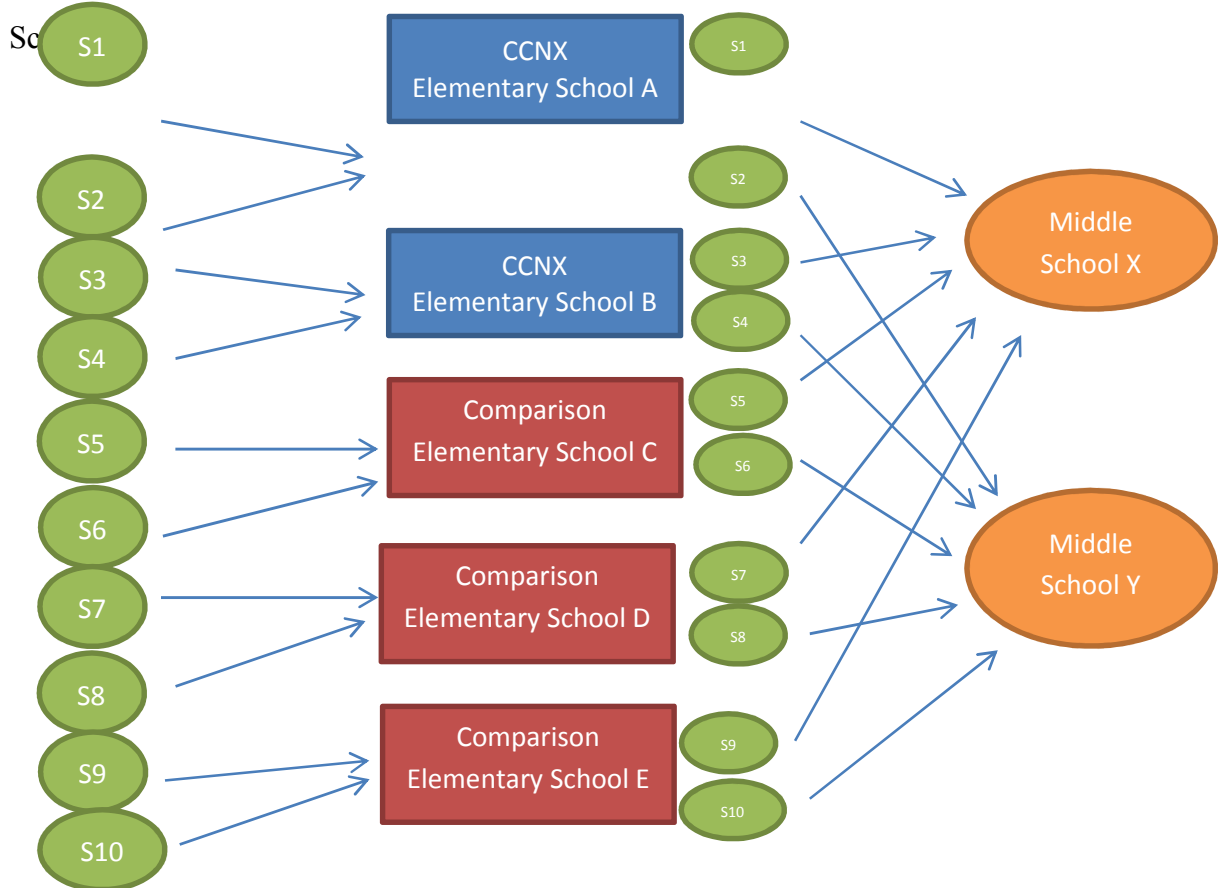 Sc
S1
CCNX
Elementary School A
S1
S2
S2
Middle
School X
S3
CCNX
Elementary School B
S3
S4
S4
S5
Comparison
Elementary School C
S5
S6
S6
S7
Comparison
Elementary School D
S7
S8
Middle
School Y
S8
S9
Comparison
Elementary School E
S9
S10
S10